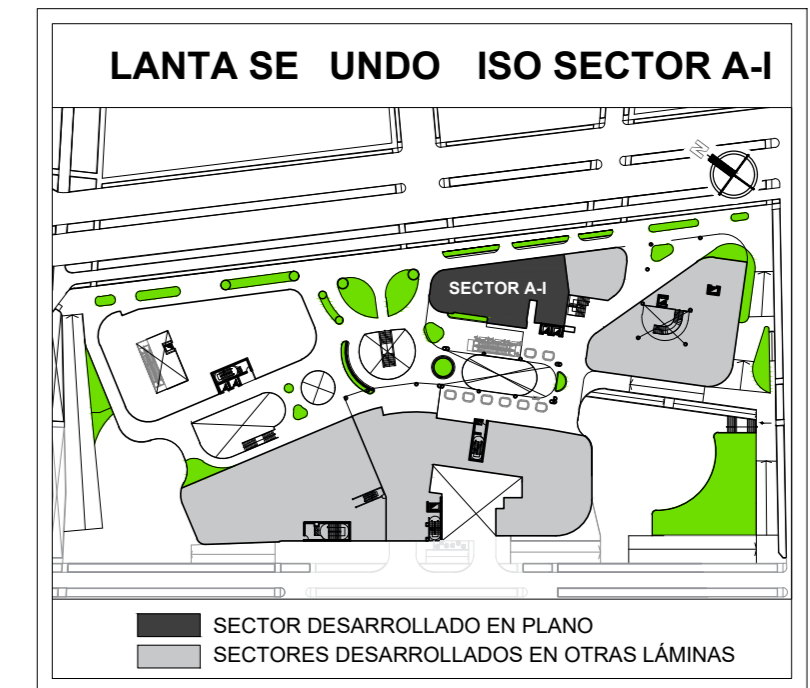 LANTA SE UNDO ISO SECTOR A-I
N
SECTOR A-I
SECTOR DESARROLLADO EN PLANO
SECTORES DESARROLLADOS EN OTRAS LÁMINAS